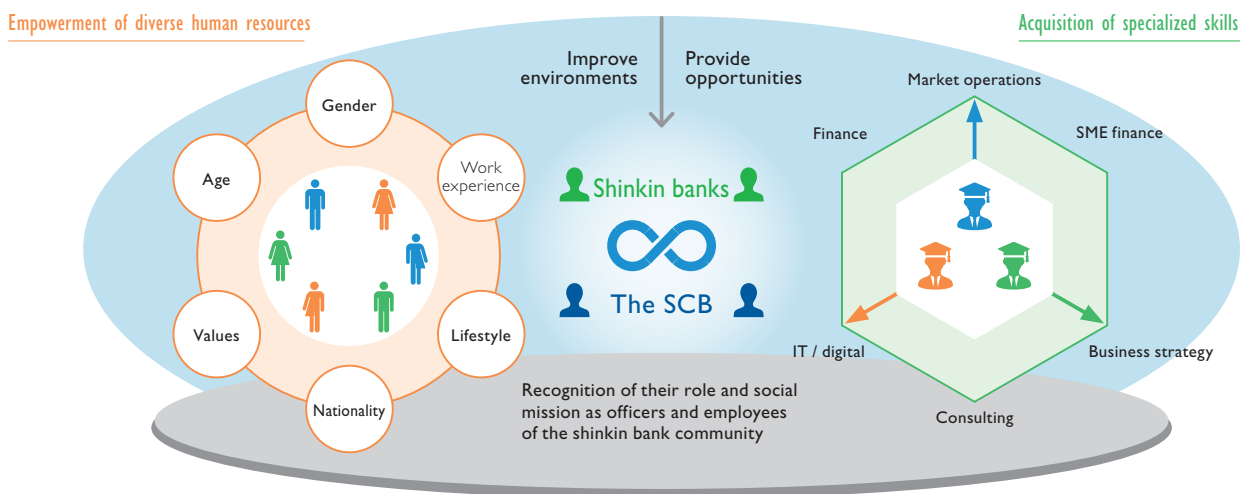 Empowerment of diverse human resources
Acquisition of specialized skills
Improve
environments
Provide
opportunities
Gender
Age
Work
experience
Values
Lifestyle
Nationality
Shinkin banks
The SCB
Market operations
Finance
SME finance
IT / digital
Business strategy
Consulting
Recognition of their role and social
mission as officers and employees
of the shinkin bank community